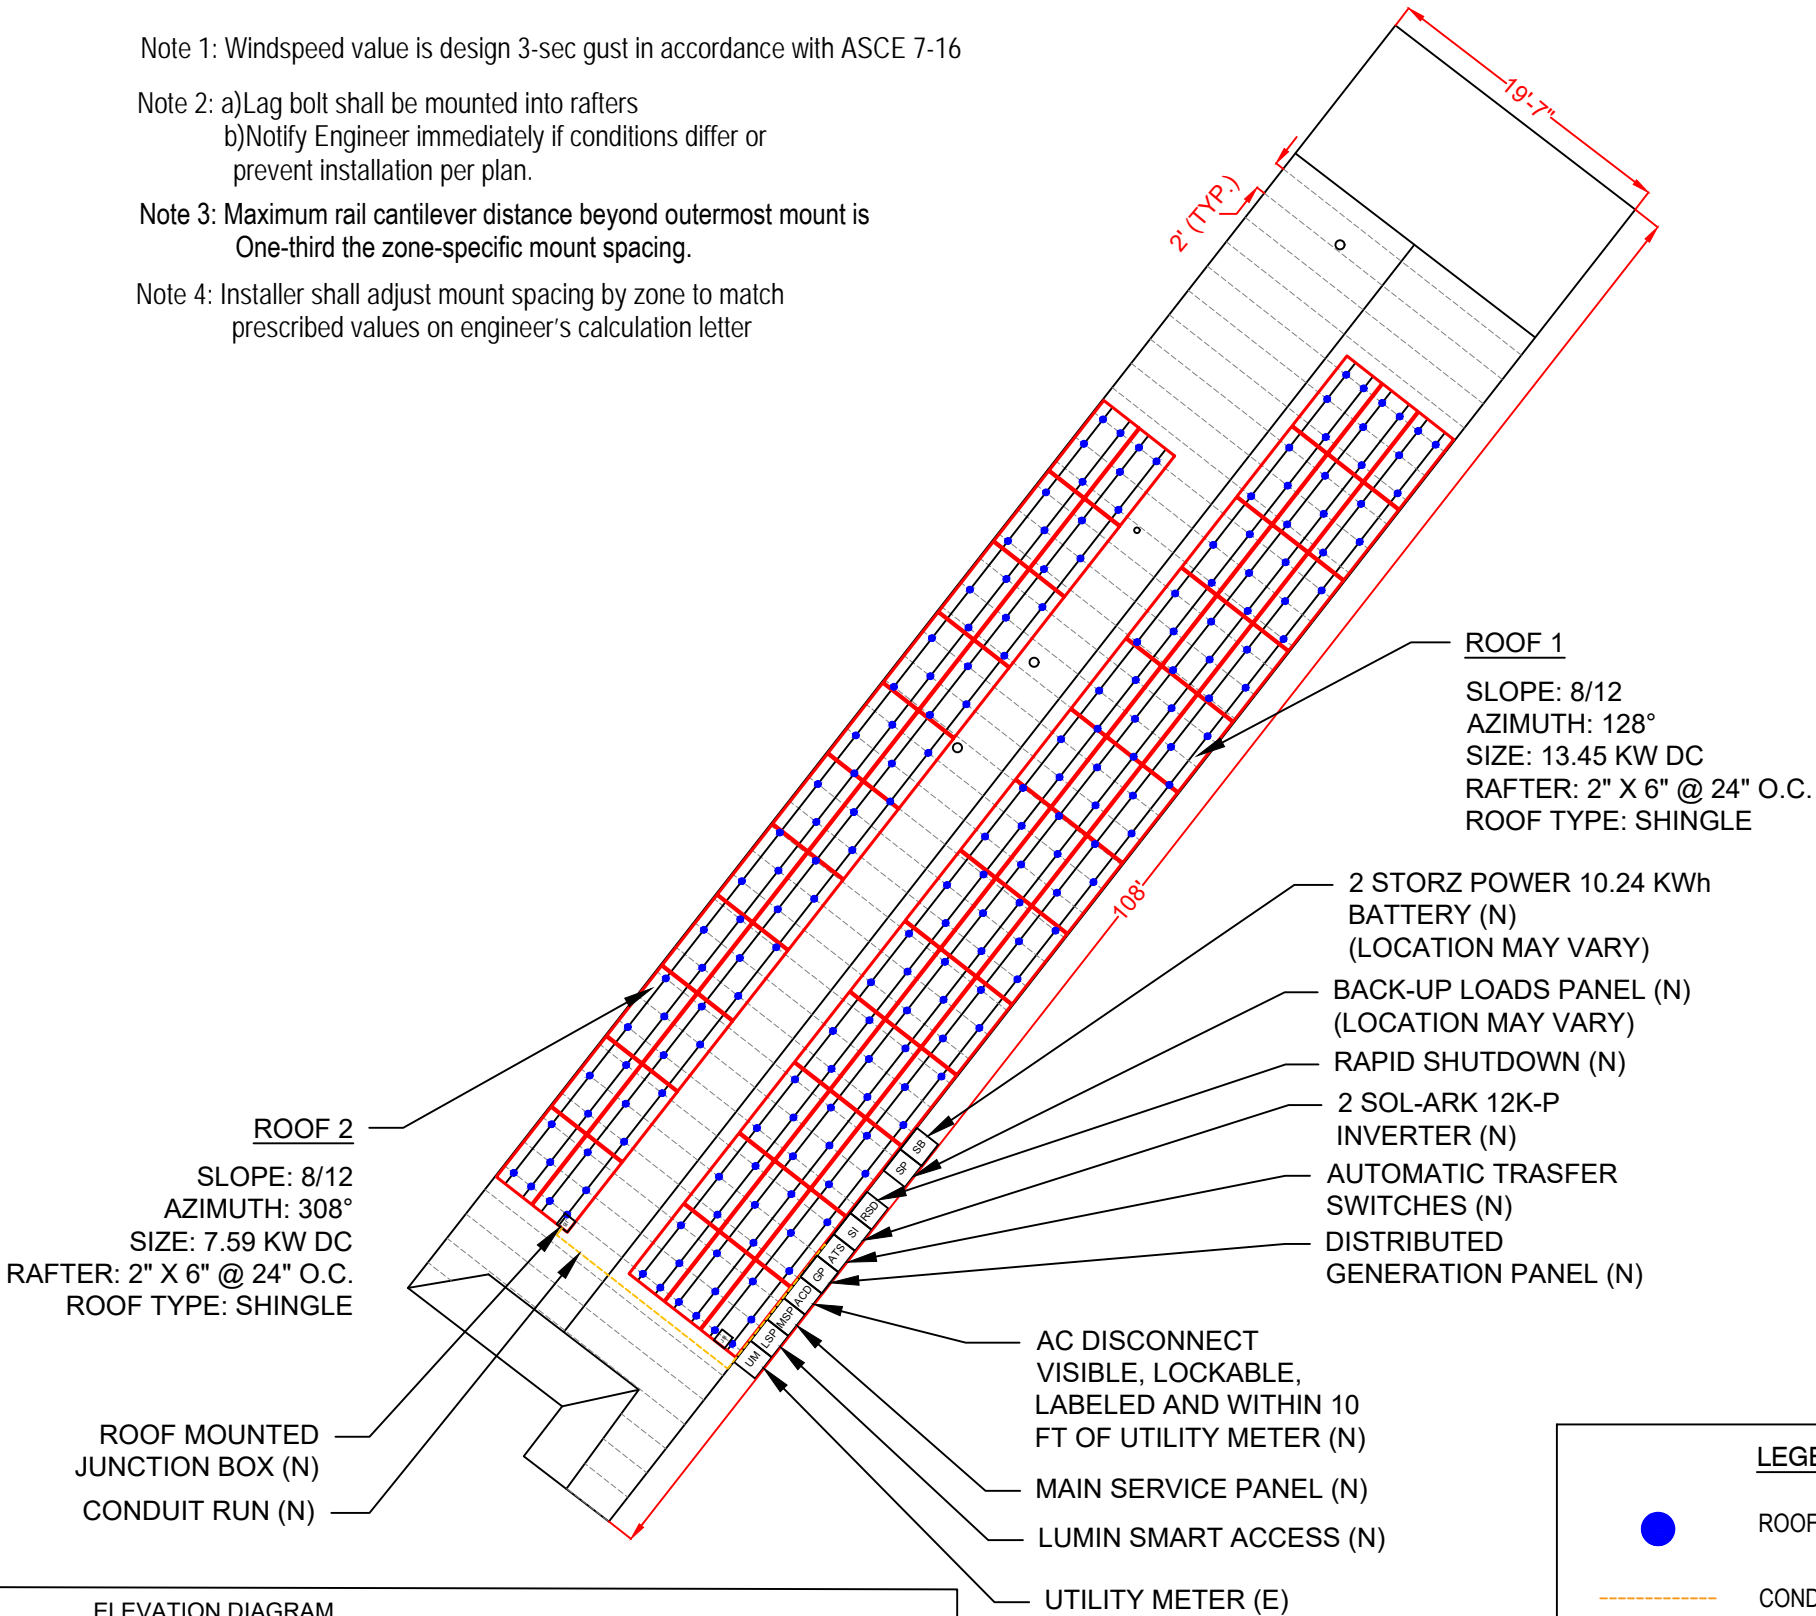 Note 1: Windspeed value is design 3-sec gust in accordance with ASCE 7-16
Note 2: a)Lag bolt shall be mounted into rafters
b)Notify Engineer immediately if conditions differ or
prevent installation per plan.
Note 3: Maximum rail cantilever distance beyond outermost mount is
One-third the zone-specific mount spacing.
Note 4: Installer shall adjust mount spacing by zone to match
prescribed values on engineer's calculation letter
19'-7"
2' (TYP.)
108'
ROOF 1
SLOPE: 8/12
AZIMUTH: 128°
SIZE: 13.45 KW DC
RAFTER: 2" X 6" @ 24" O.C.
ROOF TYPE: SHINGLE
2 STORZ POWER 10.24 KWh
BATTERY (N)
(LOCATION MAY VARY)
BACK-UP LOADS PANEL (N)
(LOCATION MAY VARY)
RAPID SHUTDOWN (N)
2 SOL-ARK 12K-P
INVERTER (N)
AUTOMATIC TRASFER
SWITCHES (N)
DISTRIBUTED
GENERATION PANEL (N)
AC DISCONNECT
VISIBLE, LOCKABLE,
LABELED AND WITHIN 10
FT OF UTILITY METER (N)
MAIN SERVICE PANEL (N)
LUMIN SMART ACCESS (N)
UTILITY METER (E)
SB
SP
RSD
SI
ATS
GP
ACD
MSP
LSP
UM
ROOF 2
SLOPE: 8/12
AZIMUTH: 308°
SIZE: 7.59 KW DC
RAFTER: 2" X 6" @ 24" O.C.
ROOF TYPE: SHINGLE
ROOF MOUNTED
JUNCTION BOX (N)
CONDUIT RUN (N)
ELEVATION DIAGRAM
LEGE
ROOF
COND